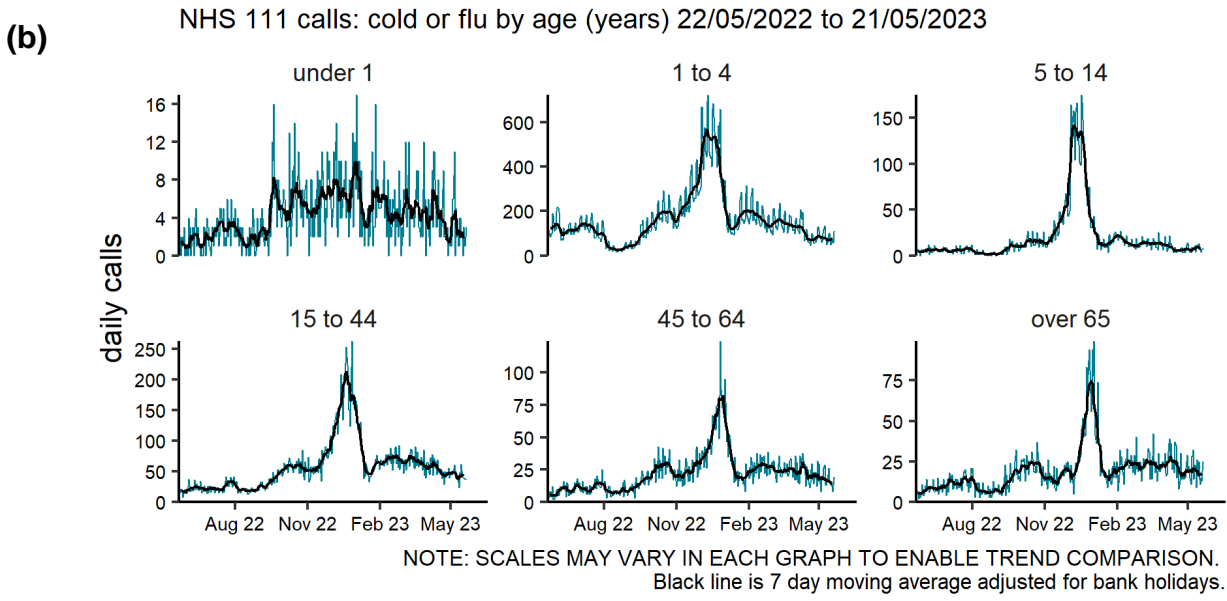 (b)
NHS 111 calls: cold or flu by age (years) 22/05/2022 to 21/05/2023
daily calls
under 1
16
12
8
4
0
1 to 4
600
400
200
0
5 to 14
150
100
50
0
15 to 44
250
200
150
100
50
0
Aug 22 Nov 22 Feb 23 May 23
45 to 64
100
75
50
25
0
Aug 22 Nov 22 Feb 23 May 23
over 65
75
50
25
0
Aug 22 Nov 22 Feb 23 May 23
NOTE: SCALES MAY VARY IN EACH GRAPH TO ENABLE TREND COMPARISON.
Black line is 7 day moving average adjusted for bank holidays.